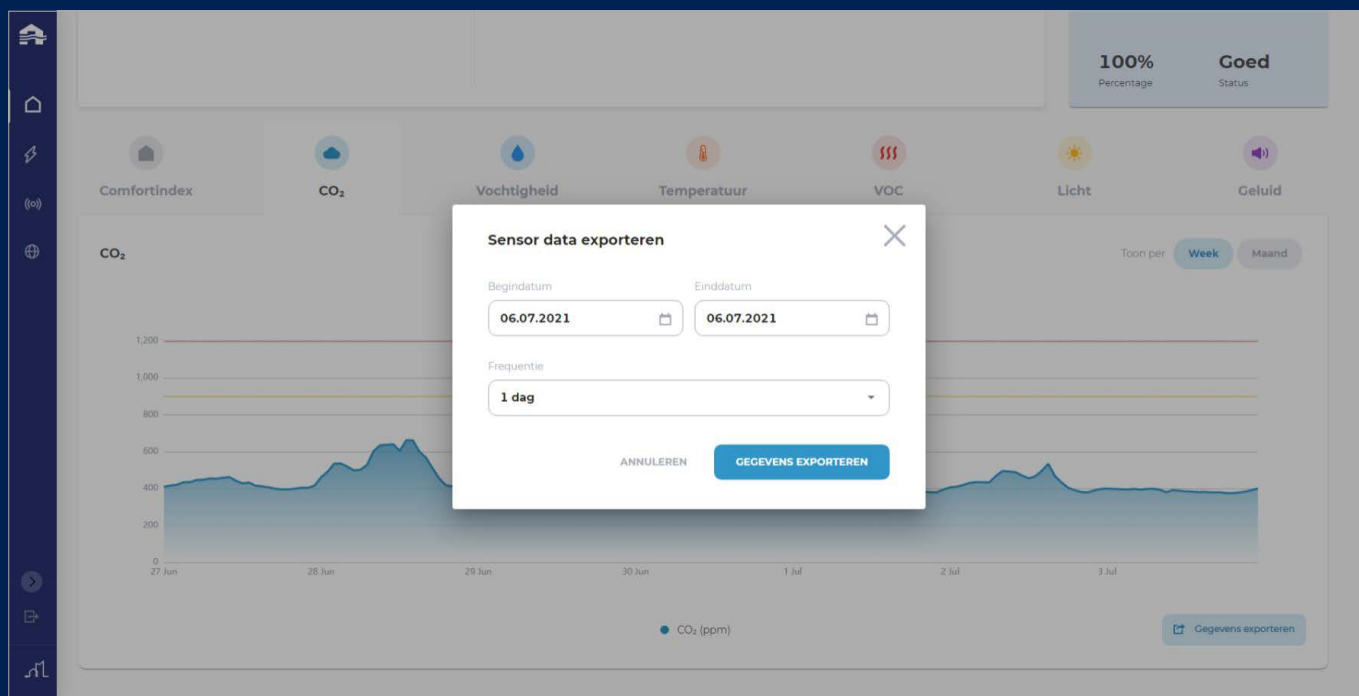 100% Goed
Percentage Status
Comfortindex CO₂ Vochtigheid Temperatuur VOC Licht Geluid
CO₂
Toon per Week Maand
Sensor data exporteren
Begindatum Einddatum
06.07.2021 06.07.2021
Frequentie
1 dag
ANNULEREN GEGEVENS EXPORTEREN
1,200
1,000
800
600
400
200
0
27 Jun 28 Jun 29 Jun 30 Jun 1 Jul 2 Jul 3 Jul
CO₂ (ppm)
Gegevens exporteren